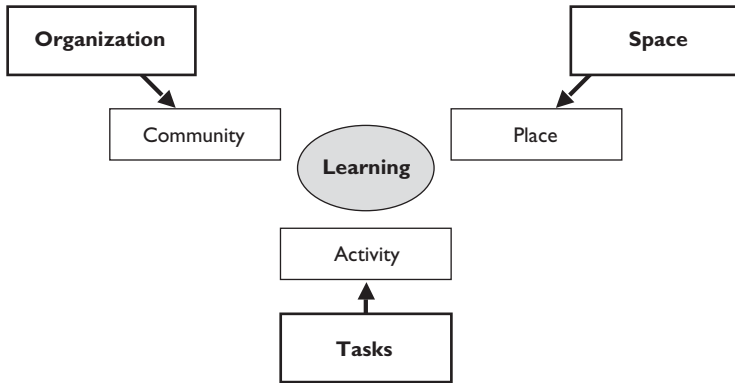 Organization
Space
Community
Place
Learning
Activity
Tasks